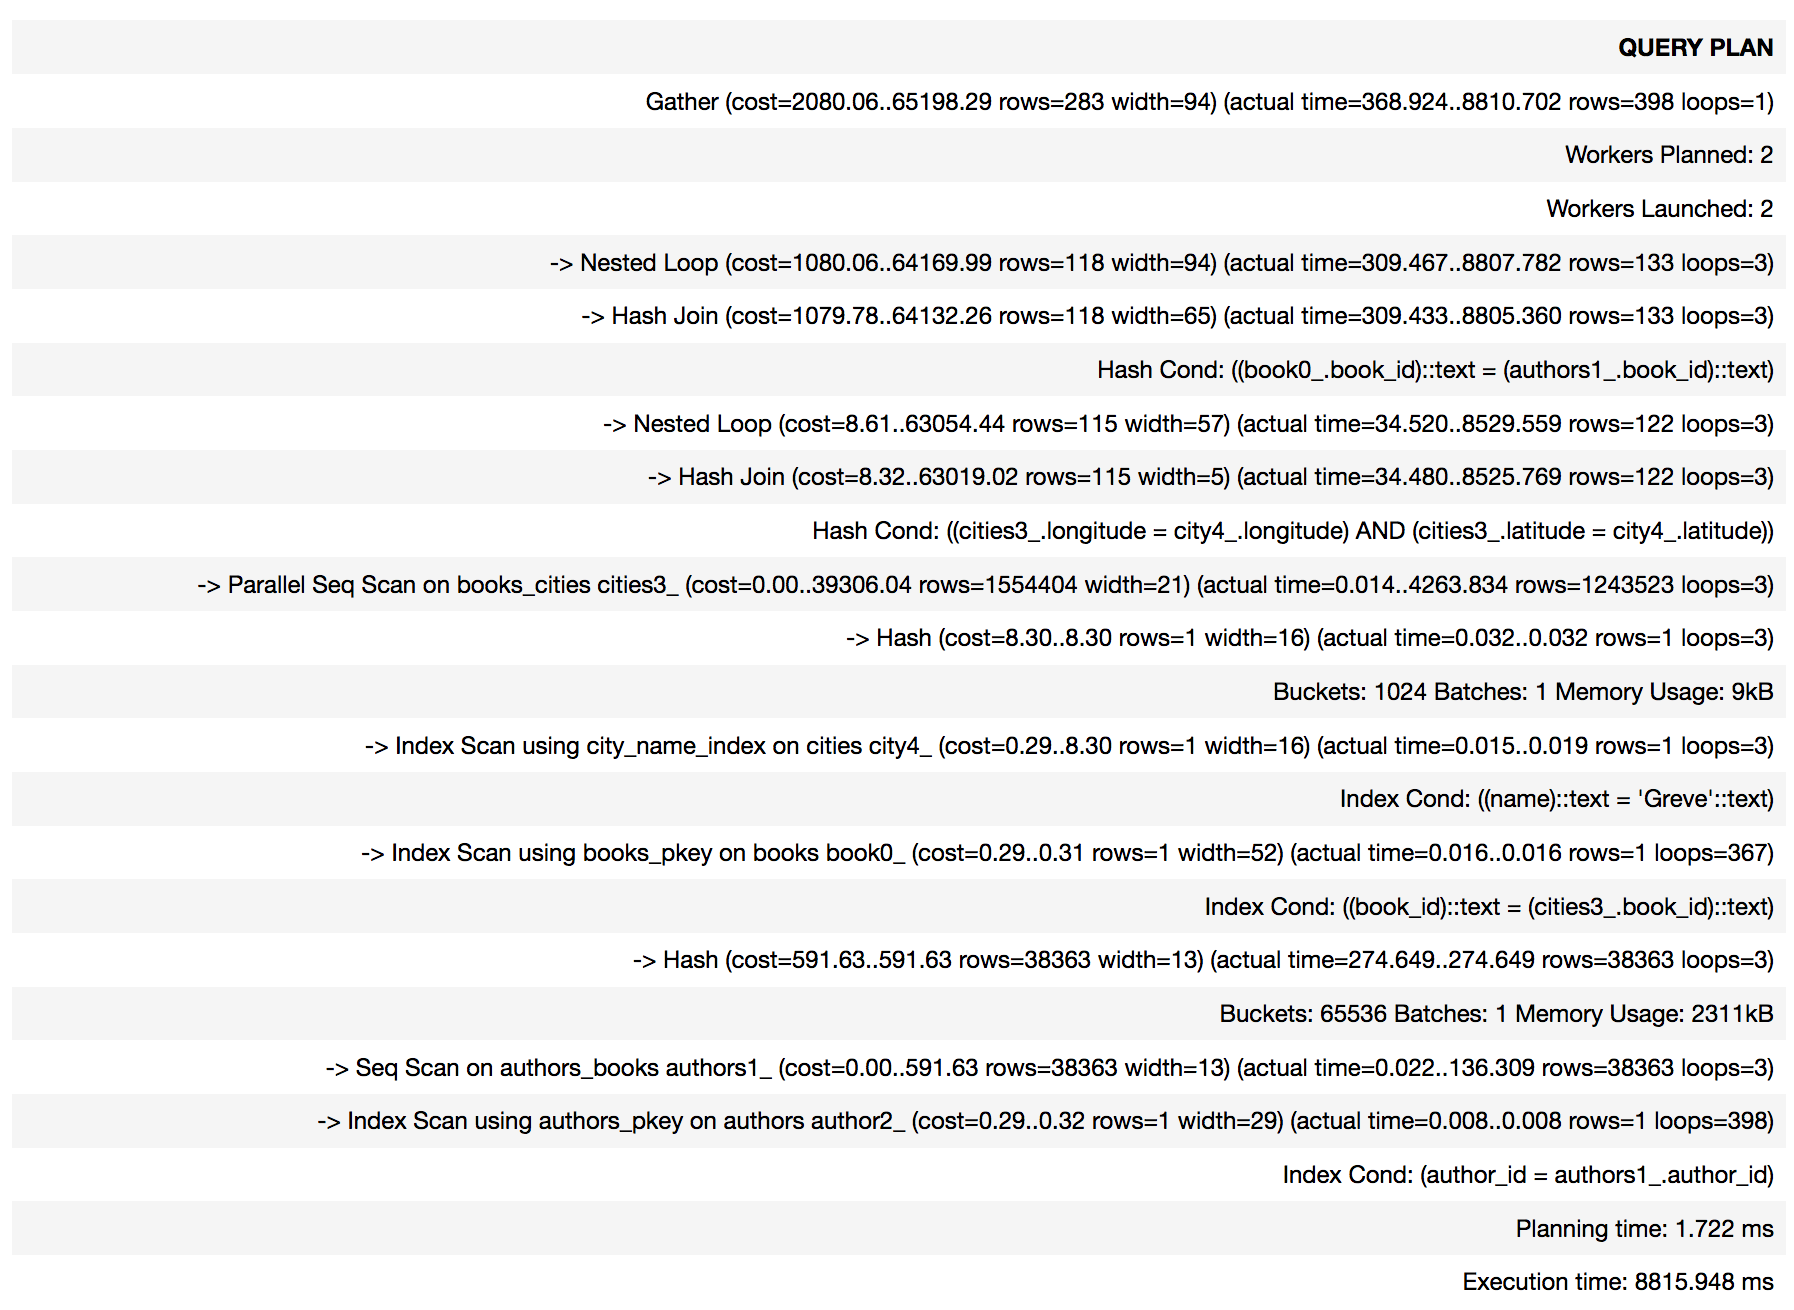 QUERY PLAN
Gather (cost=2080.06..65198.29 rows=283 width=94) (actual time=368.924..8810.702 rows=398 loops=1)
Workers Planned: 2
Workers Launched: 2
-> Nested Loop (cost=1080.06..64169.99 rows=118 width=94) (actual time=309.467..8807.782 rows=133 loops=3)
-> Hash Join (cost=1079.78..64132.26 rows=118 width=65) (actual time=309.433..8805.360 rows=133 loops=3)
Hash Cond: ((book0_.book_id)::text = (authors1_.book_id)::text)
-> Nested Loop (cost=8.61..63054.44 rows=115 width=57) (actual time=34.520..8529.559 rows=122 loops=3)
-> Hash Join (cost=8.32..63019.02 rows=115 width=5) (actual time=34.480..8525.769 rows=122 loops=3)
Hash Cond: ((cities3_.longitude = city4_.longitude) AND (cities3_.latitude = city4_.latitude))
-> Parallel Seq Scan on books_cities cities3_ (cost=0.00..39306.04 rows=1554404 width=21) (actual time=0.014..4263.834 rows=1243523 loops=3)
-> Hash (cost=8.30..8.30 rows=1 width=16) (actual time=0.032..0.032 rows=1 loops=3)
Buckets: 1024 Batches: 1 Memory Usage: 9kB
-> Index Scan using city_name_index on cities city4_ (cost=0.29..8.30 rows=1 width=16) (actual time=0.015..0.019 rows=1 loops=3)
Index Cond: ((name)::text = 'Greve'::text)
-> Index Scan using books_pkey on books book0_ (cost=0.29..0.31 rows=1 width=52) (actual time=0.016..0.016 rows=1 loops=367)
Index Cond: ((book_id)::text = (cities3_.book_id)::text)
-> Hash (cost=591.63..591.63 rows=38363 width=13) (actual time=274.649..274.649 rows=38363 loops=3)
Buckets: 65536 Batches: 1 Memory Usage: 2311kB
-> Seq Scan on authors_books authors1_ (cost=0.00..591.63 rows=38363 width=13) (actual time=0.022..136.309 rows=38363 loops=3)
-> Index Scan using authors_pkey on authors author2_ (cost=0.29..0.32 rows=1 width=29) (actual time=0.008..0.008 rows=1 loops=398)
Index Cond: (author_id = authors1_.author_id)
Planning time: 1.722 ms
Execution time: 8815.948 ms